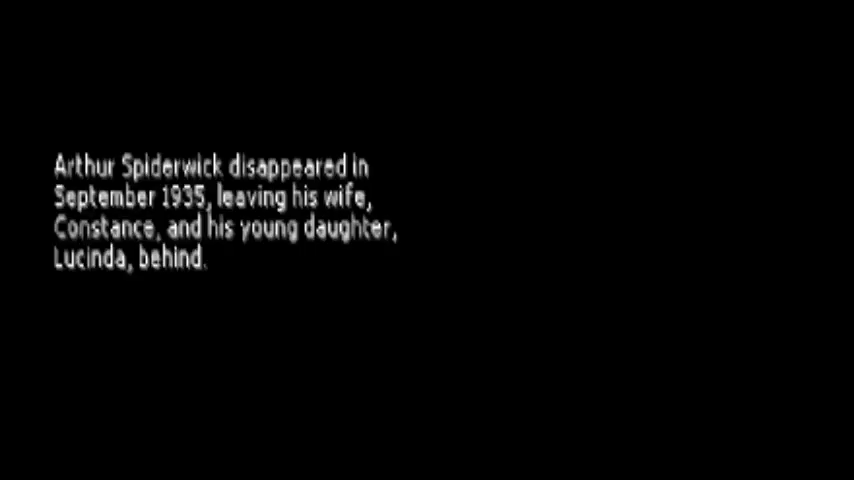 Arthur Spiderwick disappeared in
September 1935, leaving his wife,
Constance, and his young daughter,
Lucinda, behind.